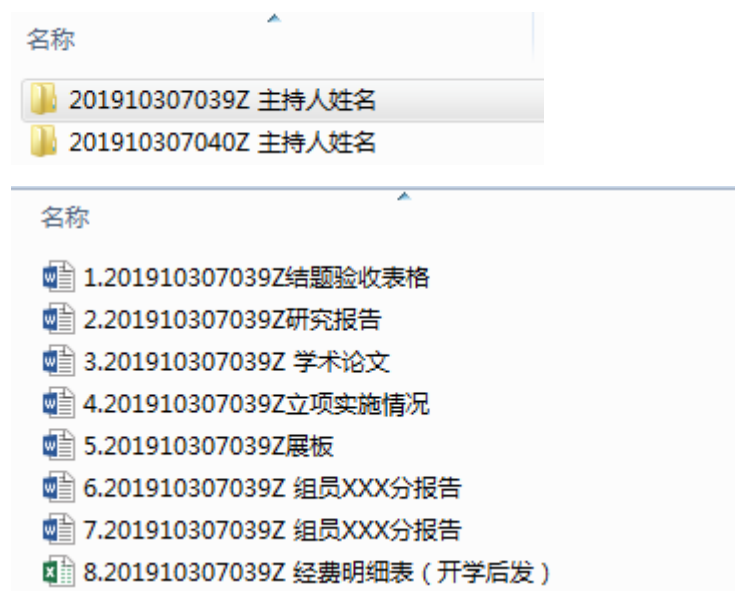 名称
201910307039Z 主持人姓名
201910307040Z 主持人姓名
名称
1.201910307039Z结题验收表格
2.201910307039Z研究报告
3.201910307039Z 学术论文
4.201910307039Z立项实施情况
5.201910307039Z展板
6.201910307039Z 组员XXX分报告
7.201910307039Z 组员XXX分报告
8.201910307039Z 经费明细表（开学后发）